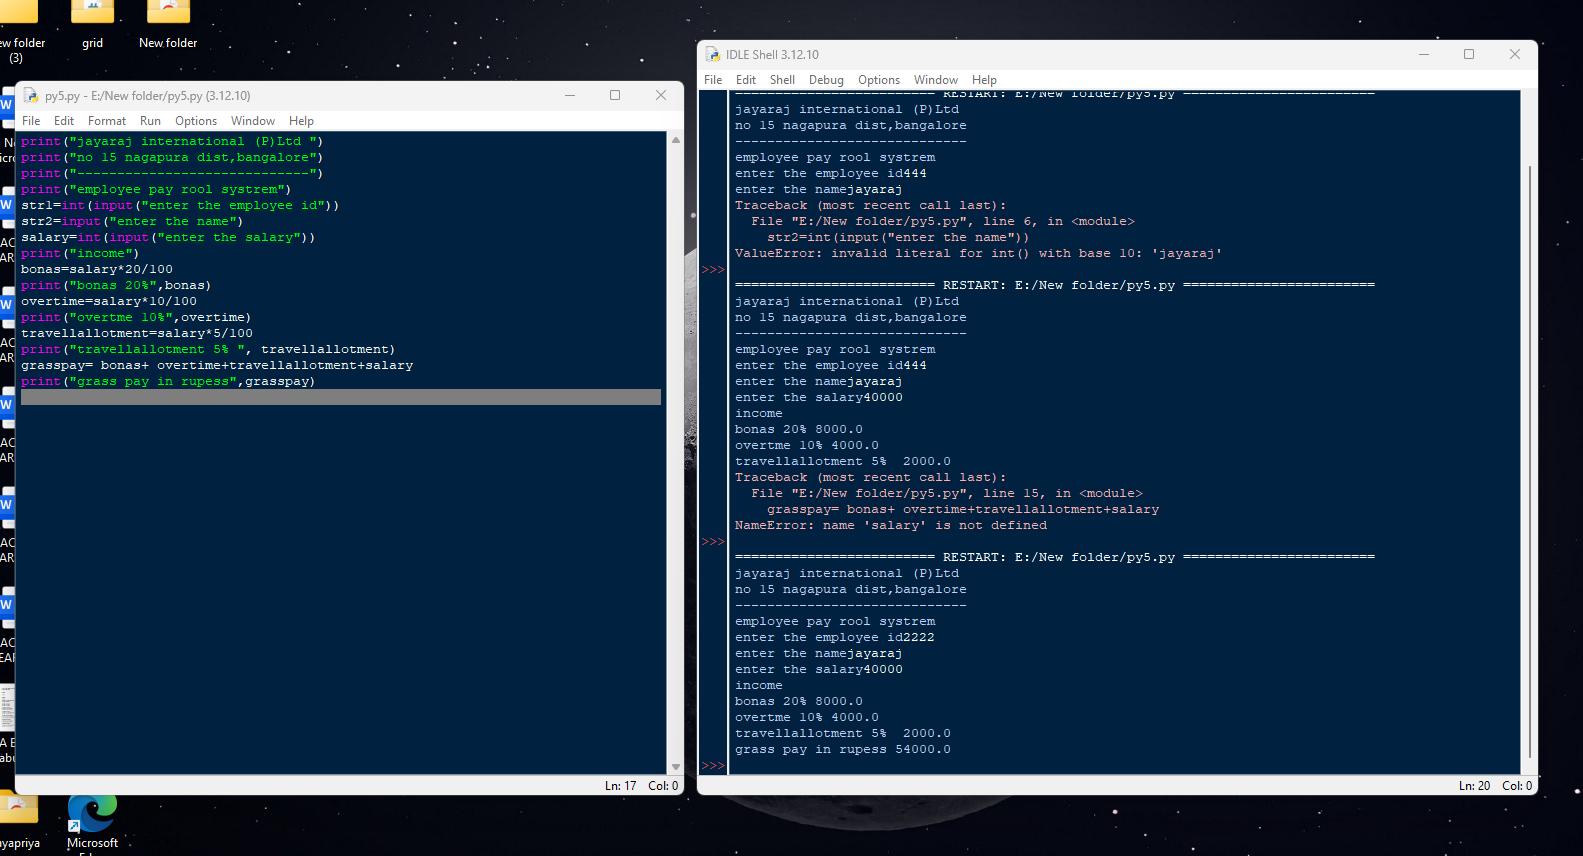 ew folder
(3)
grid
New folder
py5.py - E:/New folder/py5.py (3.12.10)
File Edit Format Run Options Window Help
print("jayaraj international (P)Ltd ")
print("no 15 nagapura dist,bangalore")
print("-----------------------------")
print("employee pay rool systrem")
str1=int(input("enter the employee id"))
str2=input("enter the name")
salary=int(input("enter the salary"))
print("income")
bonas=salary*20/100
print("bonas 20%",bonas)
overtime=salary*10/100
print("overtme 10%",overtime)
travellallotment=salary*5/100
print("travellallotment 5% ", travellallotment)
grasspay= bonas+ overtime+travellallotment+salary
print("grass pay in rupess",grasspay)
Ln: 17 Col: 0
IDLE Shell 3.12.10
File Edit Shell Debug Options Window Help
========================= RESTART: E:/New folder/py5.py ========================
jayaraj international (P)Ltd
no 15 nagapura dist,bangalore
-----------------------------
employee pay rool systrem
enter the employee id444
enter the namejayaraj
Traceback (most recent call last):
  File "E:/New folder/py5.py", line 6, in <module>
    str2=int(input("enter the name"))
ValueError: invalid literal for int() with base 10: 'jayaraj'
>>>
========================= RESTART: E:/New folder/py5.py ========================
jayaraj international (P)Ltd
no 15 nagapura dist,bangalore
-----------------------------
employee pay rool systrem
enter the employee id444
enter the namejayaraj
enter the salary40000
income
bonas 20% 8000.0
overtme 10% 4000.0
travellallotment 5%  2000.0
Traceback (most recent call last):
  File "E:/New folder/py5.py", line 15, in <module>
    grasspay= bonas+ overtime+travellallotment+salary
NameError: name 'salary' is not defined
>>>
========================= RESTART: E:/New folder/py5.py ========================
jayaraj international (P)Ltd
no 15 nagapura dist,bangalore
-----------------------------
employee pay rool systrem
enter the employee id2222
enter the namejayaraj
enter the salary40000
income
bonas 20% 8000.0
overtme 10% 4000.0
travellallotment 5%  2000.0
grass pay in rupess 54000.0
>>>
Ln: 20 Col: 0
yapriya
Microsoft